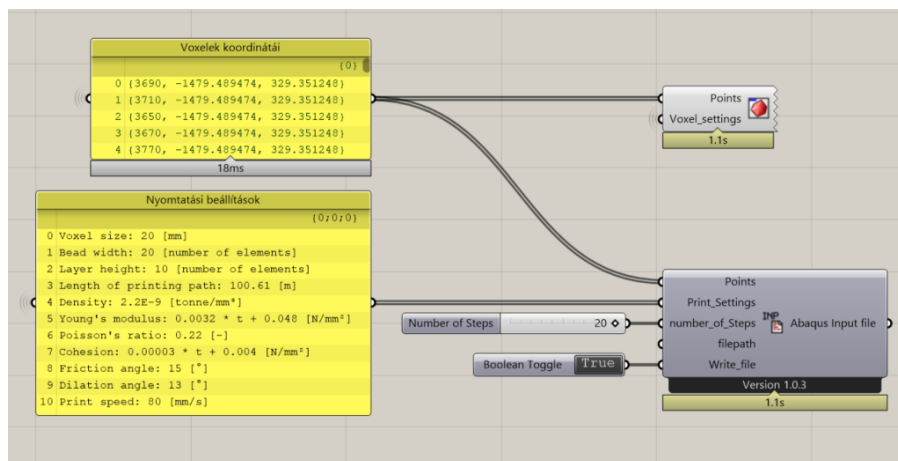 Voxelek koordinátái
{0}
0 {3690, -1479.489474, 329.351248}
1 {3710, -1479.489474, 329.351248}
2 {3650, -1479.489474, 329.351248}
3 {3670, -1479.489474, 329.351248}
4 {3770, -1479.489474, 329.351248}
18ms
Points
Voxel_settings
1.1s
Nyomtatási beállítások
{0;0;0}
0 Voxel size: 20 [mm]
1 Bead width: 20 [number of elements]
2 Layer height: 10 [number of elements]
3 Length of printing path: 100.61 [m]
4 Density: 2.2E-9 [tonne/mm³]
5 Young's modulus: 0.0032 * t + 0.048 [N/mm²]
6 Poisson's ratio: 0.22 [-]
7 Cohesion: 0.00003 * t + 0.004 [N/mm²]
8 Friction angle: 15 [°]
9 Dilation angle: 13 [°]
10 Print speed: 80 [mm/s]
Number of Steps 20
Boolean Toggle True
Points
Print_Settings
number_of_Steps
filepath
Write_file
INP
Abaqus Input file
Version 1.0.3
1.1s